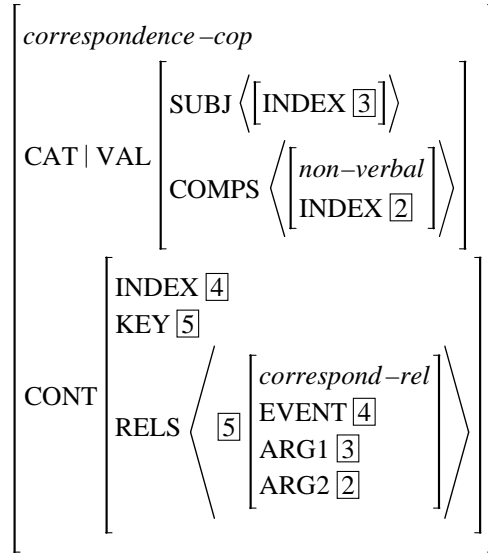 correspondence–cop
SUBJ ⟨[INDEX 3]⟩
CAT | VAL
COMPS ⟨[non–verbal
INDEX 2]⟩
INDEX 4
KEY 5
CONT
correspond–rel
RELS ⟨ 5 EVENT 4
ARG1 3
ARG2 2 ⟩